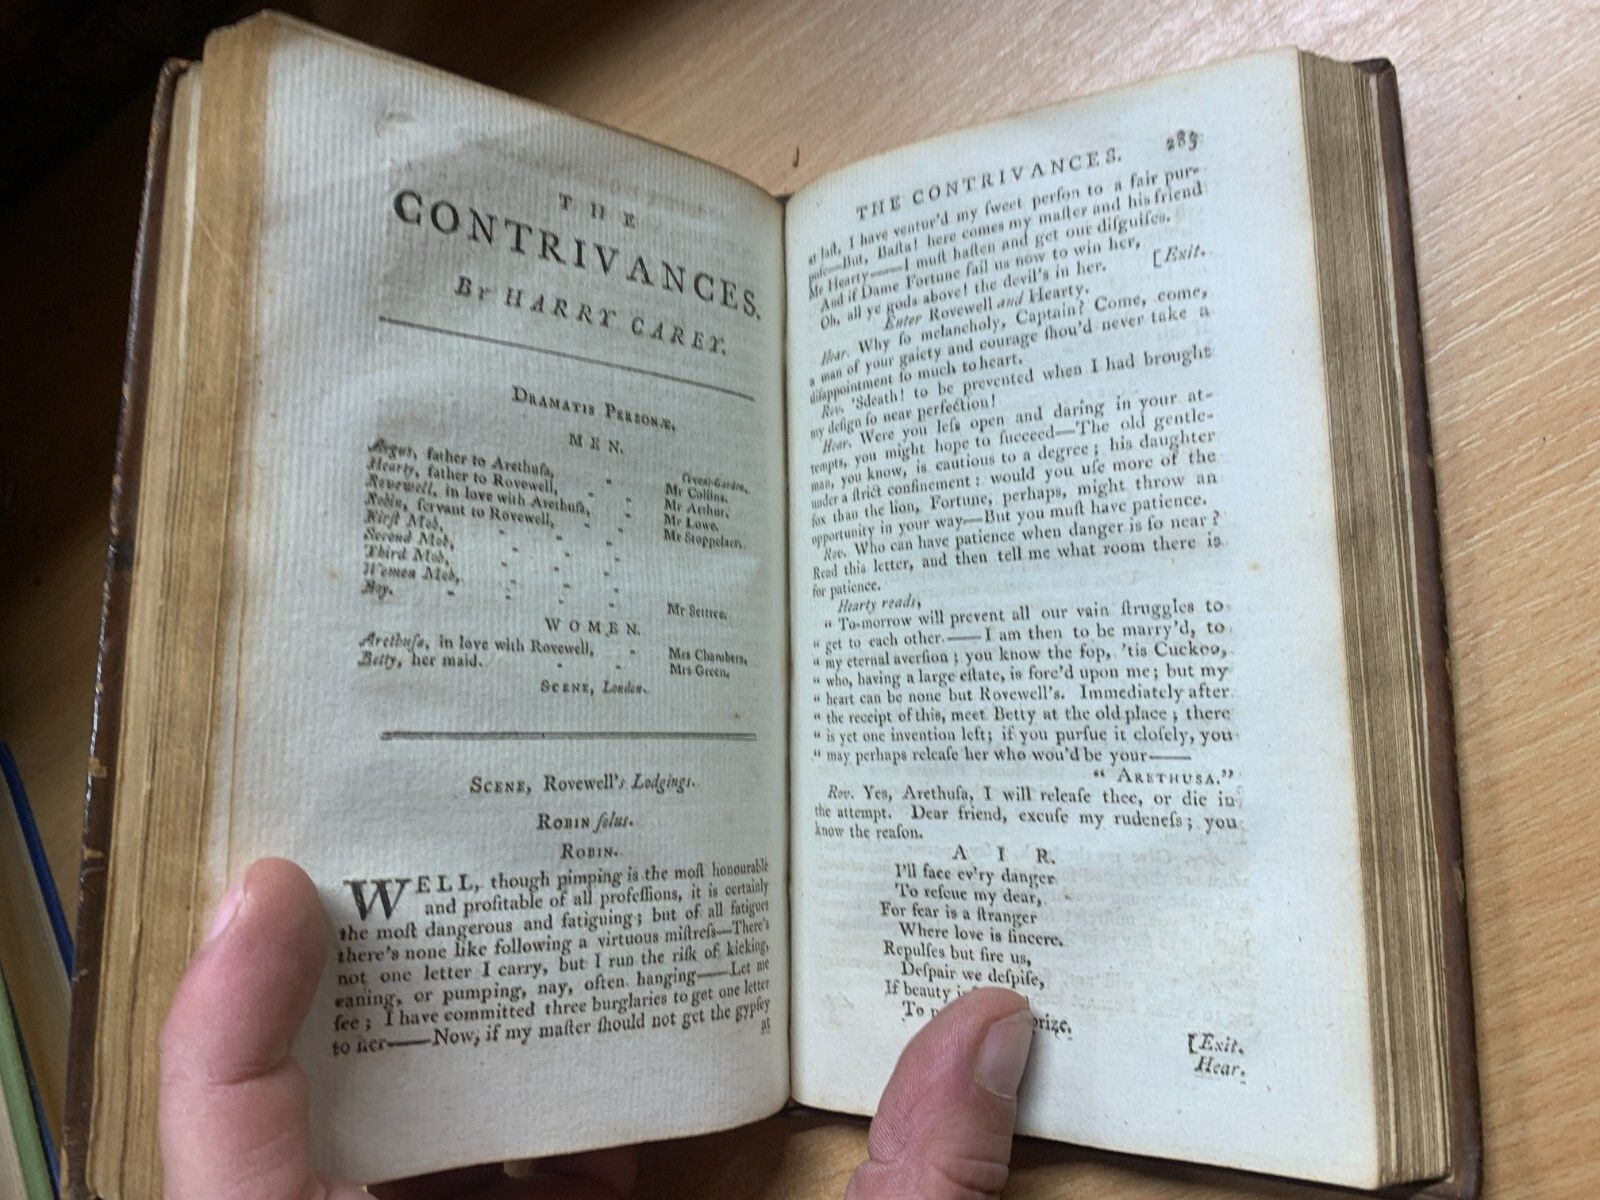 THE
CONTRIVANCES.
By HARRY CAREY.
DRAMATIS PERSONÆ.
MEN.
Covent-Garden.
Argus, father to Arethuſa, - Mr Collins.
Hearty, father to Rovewell, - - Mr Arthur.
Rovewell, in love with Arethuſa, - Mr Lowe.
Robin, ſervant to Rovewell, - - Mr Stoppelaer.
Firſt Mob, - - -
Second Mob, - - -
Third Mob, - - -
Women Mob, - - -
Boy. - - - Mr Settree.
WOMEN.
Arethuſa, in love with Rovewell, - Mrs Chambers.
Betty, her maid. - - Mrs Green.
SCENE, London.
SCENE, Rovewell's Lodgings.
ROBIN ſolus.
ROBIN.
WELL, though pimping is the moſt honourable
and profitable of all profeſſions, it is certainly
the moſt dangerous and fatiguing; but of all fatigues
there's none like following a virtuous miſtreſs—There's
not one letter I carry, but I run the riſk of kicking,
caning, or pumping, nay, often hanging——Let me
ſee; I have committed three burglaries to get one letter
to her——Now, if my maſter ſhould not get the gypſey
at
THE CONTRIVANCES. 283
at laſt, I have ventur'd my ſweet perſon to a fair pur-
poſe—But, Baſta! here comes my maſter and his friend
Mr Hearty——I muſt haſten and get our diſguiſes.
And if Dame Fortune fail us now to win her,
Oh, all ye gods above! the devil's in her. [Exit.
Enter Rovewell and Hearty.
Hear. Why ſo melancholy, Captain? Come, come,
a man of your gaiety and courage ſhou'd never take a
diſappointment ſo much to heart.
Rov. 'Sdeath! to be prevented when I had brought
my deſign ſo near perfection!
Hear. Were you leſs open and daring in your at-
tempts, you might hope to ſucceed—The old gentle-
man, you know, is cautious to a degree; his daughter
under a ſtrict confinement: would you uſe more of the
fox than the lion, Fortune, perhaps, might throw an
opportunity in your way—But you muſt have patience.
Rov. Who can have patience when danger is ſo near?
Read this letter, and then tell me what room there is
for patience.
Hearty reads,
“ To-morrow will prevent all our vain ſtruggles to
“ get to each other.——I am then to be marry'd, to
“ my eternal averſion; you know the fop, 'tis Cuckoo,
“ who, having a large eſtate, is forc'd upon me; but my
“ heart can be none but Rovewell's. Immediately after
“ the receipt of this, meet Betty at the old place; there
“ is yet one invention left; if you purſue it cloſely, you
“ may perhaps releaſe her who wou'd be your——
“ ARETHUSA.”
Rov. Yes, Arethuſa, I will releaſe thee, or die in
the attempt. Dear friend, excuſe my rudeneſs; you
know the reaſon.
AIR.
I'll face ev'ry danger
To reſcue my dear,
For fear is a ſtranger
Where love is ſincere.
Repulſes but fire us,
Deſpair we deſpiſe,
If beauty
To prize.
[Exit.
Hear.